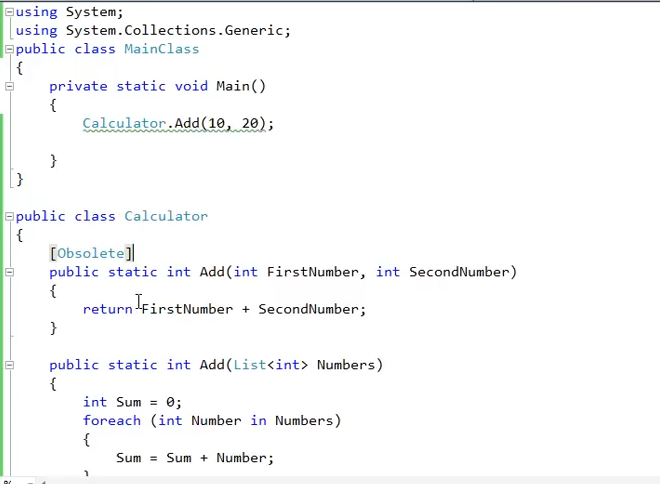 using System;
using System.Collections.Generic;
public class MainClass
{
    private static void Main()
    {
        Calculator.Add(10, 20);
    }
}
public class Calculator
{
    [Obsolete]
    public static int Add(int FirstNumber, int SecondNumber)
    {
        return FirstNumber + SecondNumber;
    }
    public static int Add(List<int> Numbers)
    {
        int Sum = 0;
        foreach (int Number in Numbers)
        {
            Sum = Sum + Number;
        }